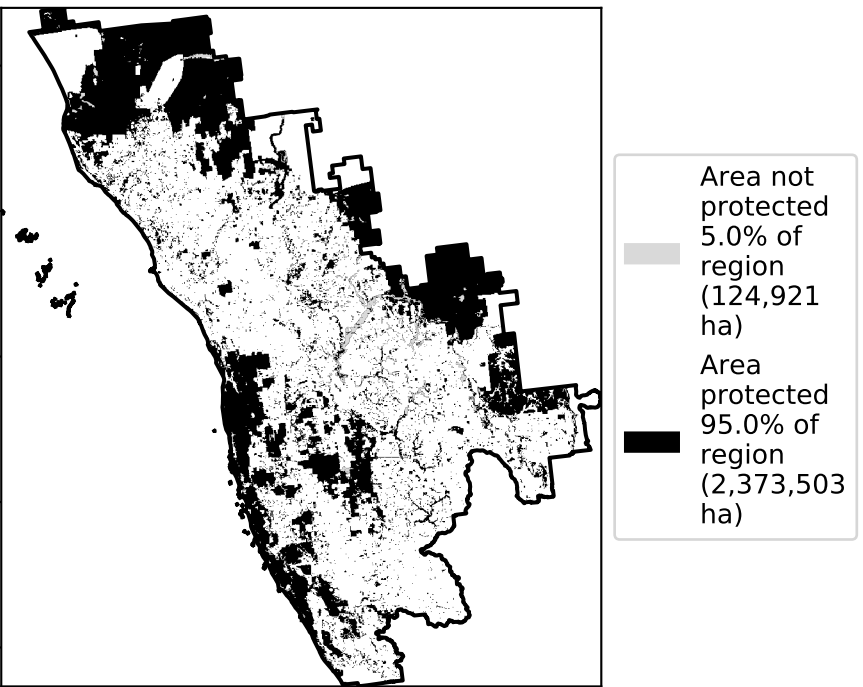 Area not
protected
5.0% of
region
(124,921
ha)
Area
protected
95.0% of
region
(2,373,503
ha)